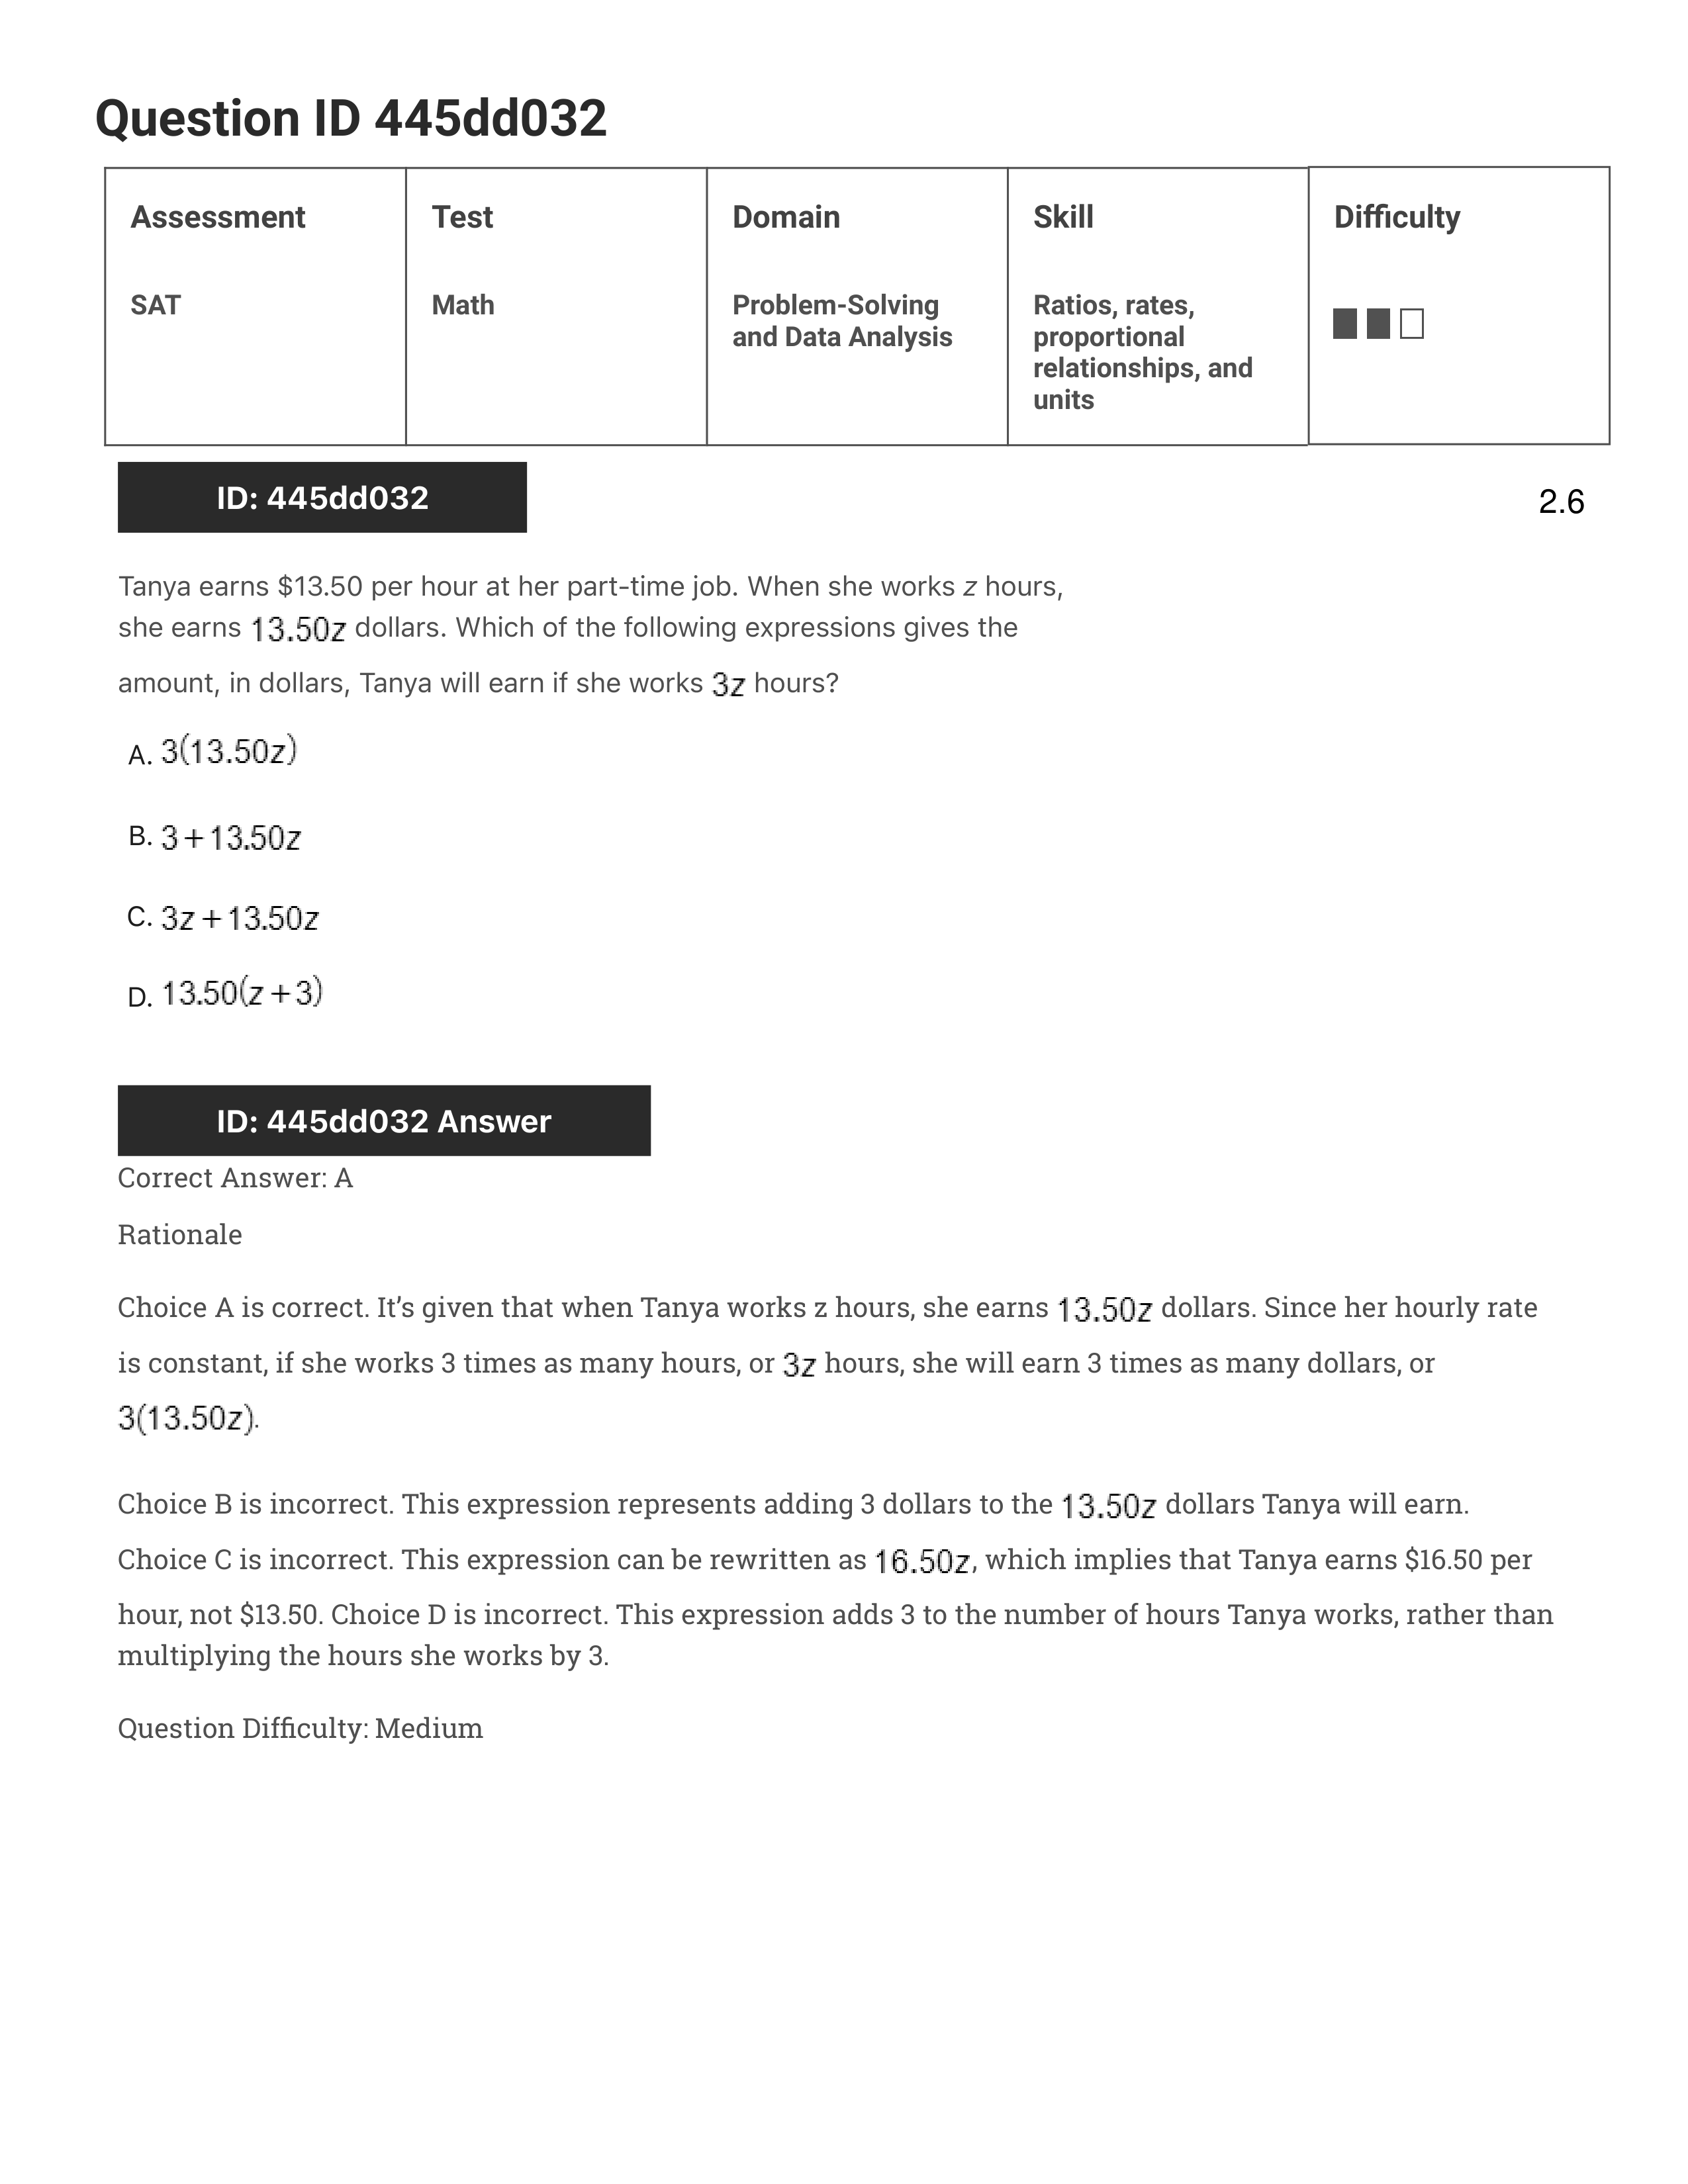 Question ID 445dd032
Assessment Test Domain Skill Difficulty
SAT Math Problem-Solving and Data Analysis Ratios, rates, proportional relationships, and units
ID: 445dd032
2.6
Tanya earns $13.50 per hour at her part-time job. When she works z hours,
she earns 13.50z dollars. Which of the following expressions gives the
amount, in dollars, Tanya will earn if she works 3z hours?
A. 3(13.50z)
B. 3+13.50z
C. 3z+13.50z
D. 13.50(z+3)
ID: 445dd032 Answer
Correct Answer: A
Rationale
Choice A is correct. It’s given that when Tanya works z hours, she earns 13.50z dollars. Since her hourly rate
is constant, if she works 3 times as many hours, or 3z hours, she will earn 3 times as many dollars, or
3(13.50z).
Choice B is incorrect. This expression represents adding 3 dollars to the 13.50z dollars Tanya will earn.
Choice C is incorrect. This expression can be rewritten as 16.50z, which implies that Tanya earns $16.50 per
hour, not $13.50. Choice D is incorrect. This expression adds 3 to the number of hours Tanya works, rather than
multiplying the hours she works by 3.
Question Difficulty: Medium